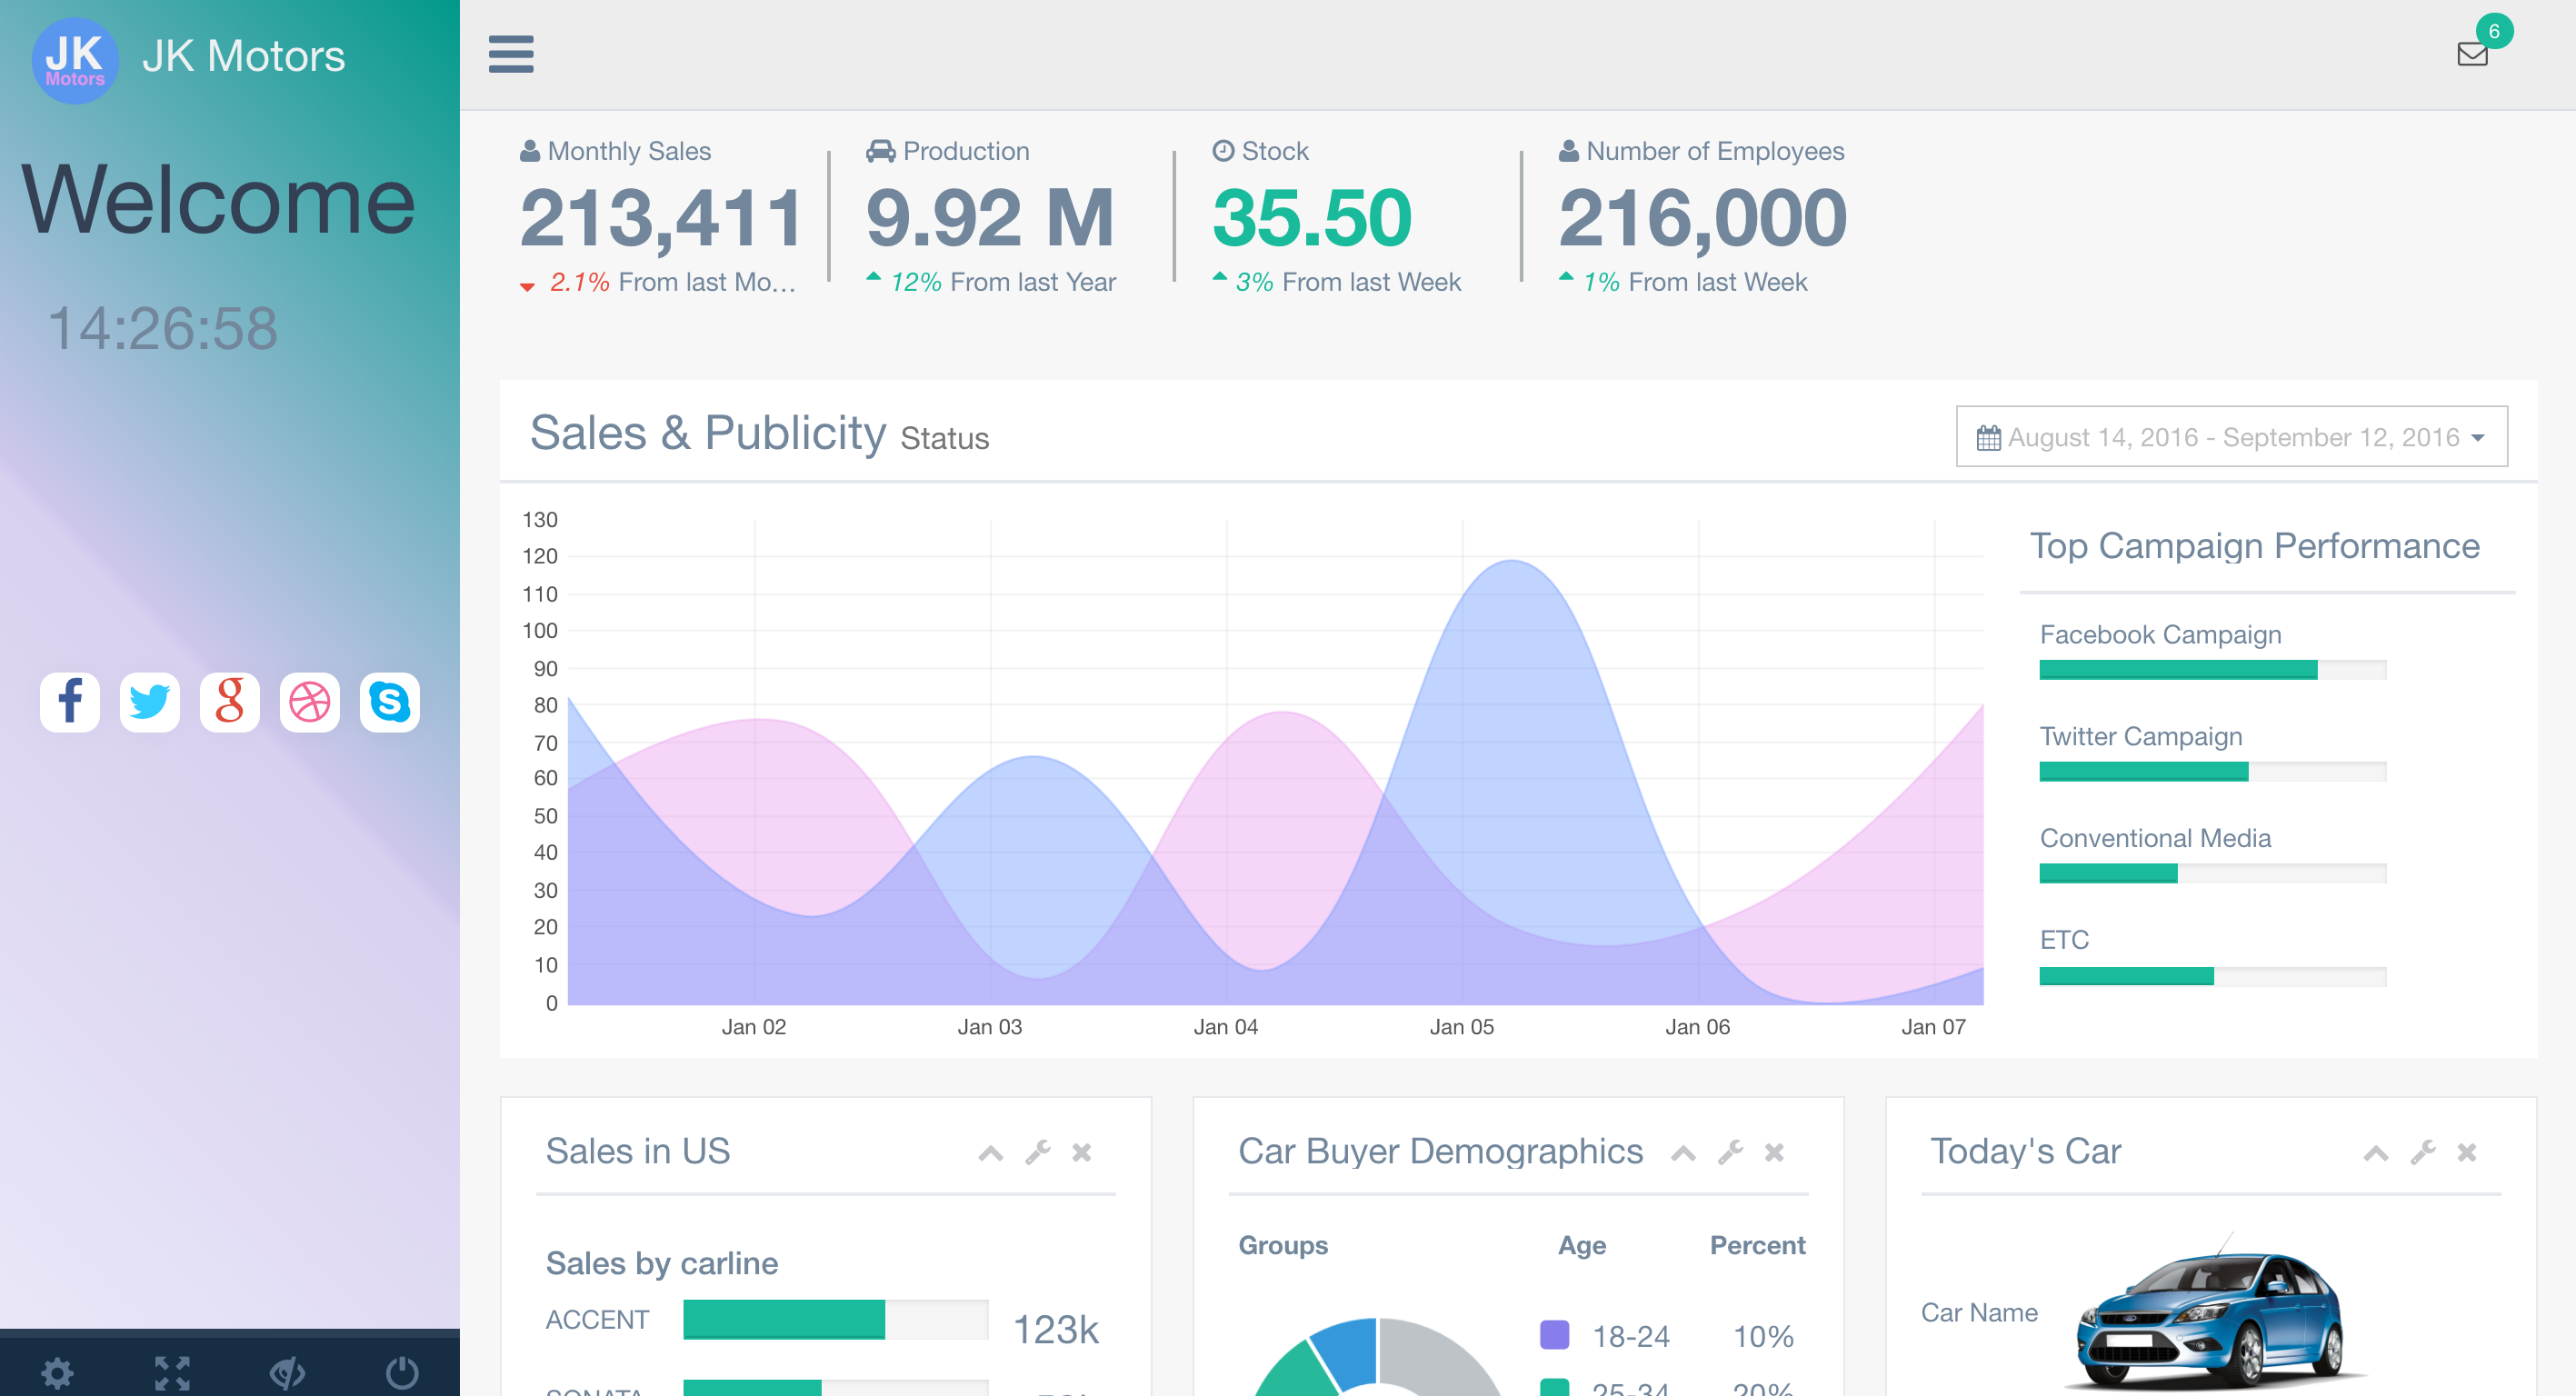 JK
Motors
JK Motors
Welcome
14:26:58
6
Monthly Sales
213,411
2.1% From last Mo...
Production
9.92 M
12% From last Year
Stock
35.50
3% From last Week
Number of Employees
216,000
1% From last Week
Sales & Publicity Status
August 14, 2016 - September 12, 2016
130
120
110
100
90
80
70
60
50
40
30
20
10
0
Jan 02
Jan 03
Jan 04
Jan 05
Jan 06
Jan 07
Top Campaign Performance
Facebook Campaign
Twitter Campaign
Conventional Media
ETC
Sales in US
Sales by carline
ACCENT
123k
SONATA
Car Buyer Demographics
Groups
Age
Percent
18-24
10%
25-34
20%
Today's Car
Car Name